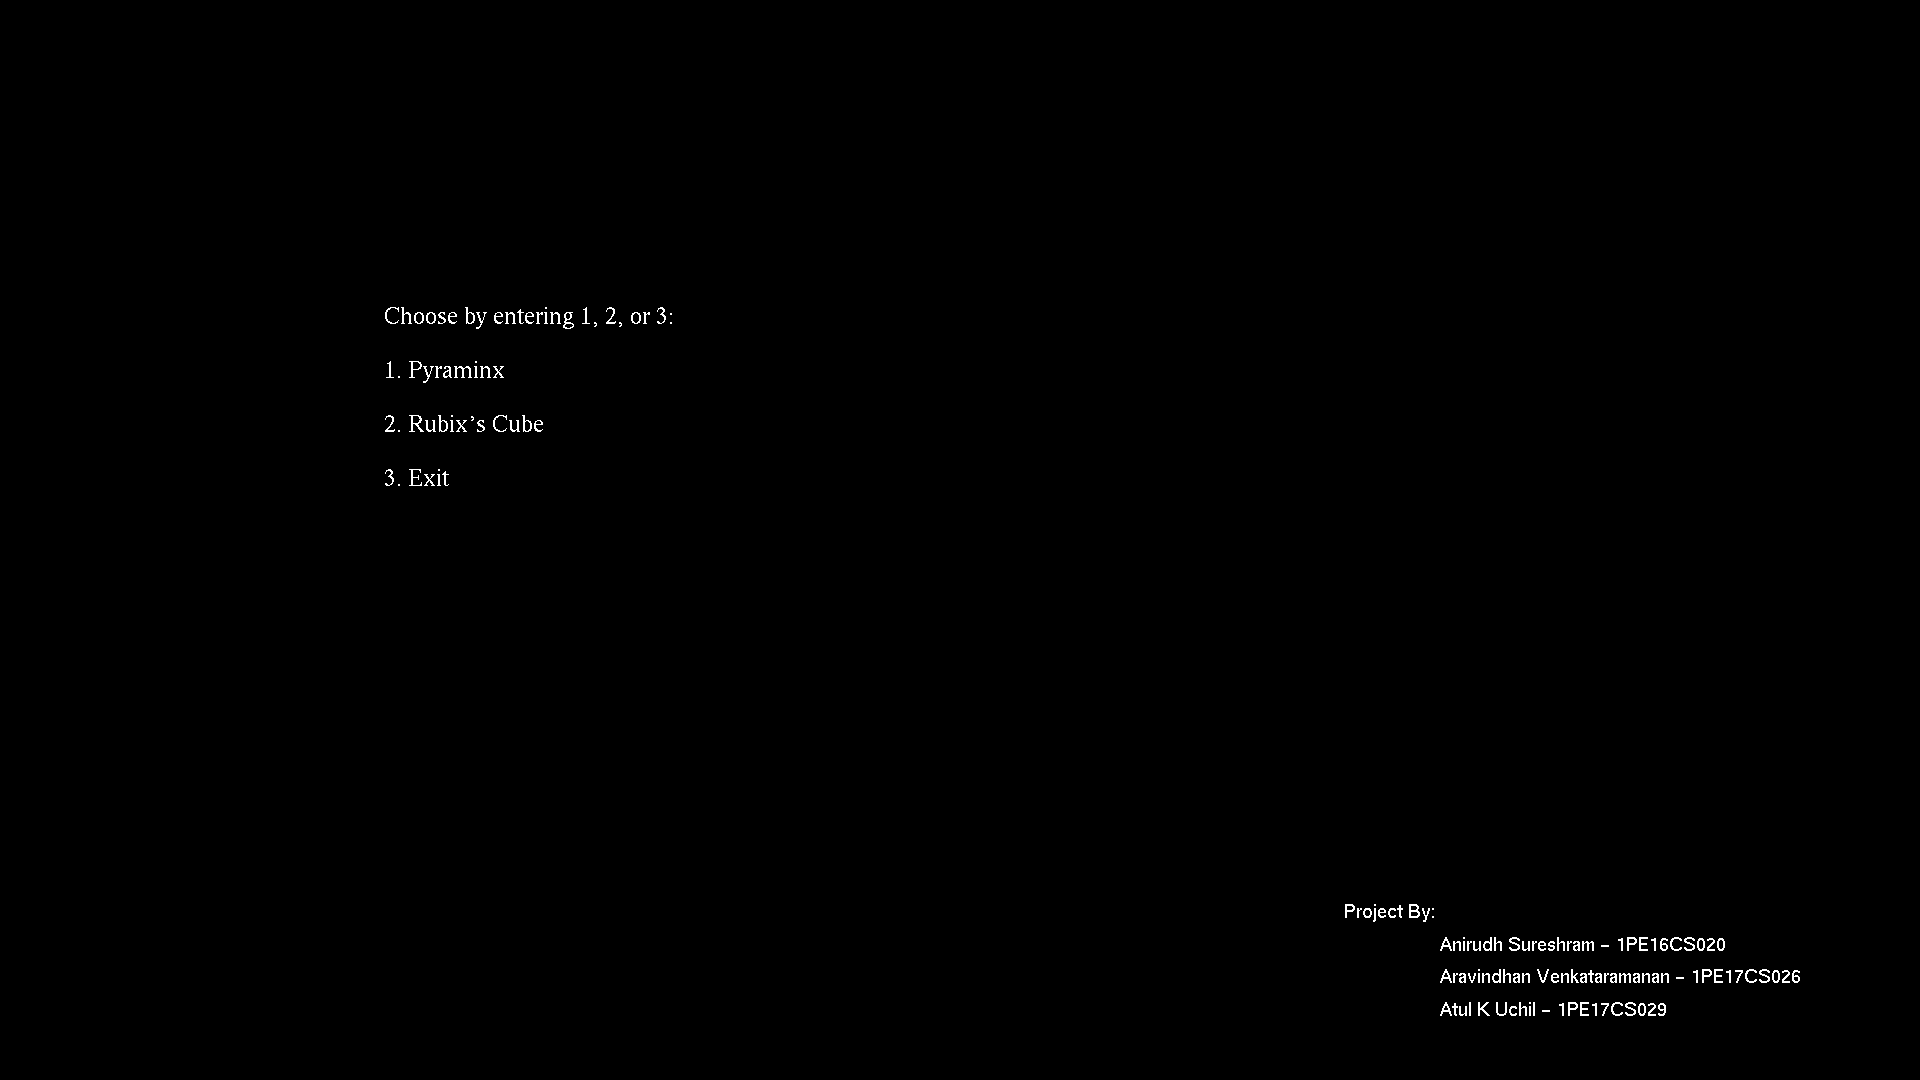 Choose by entering 1, 2, or 3:
1. Pyraminx
2. Rubix’s Cube
3. Exit
Project By:
Anirudh Sureshram – 1PE16CS020
Aravindhan Venkataramanan – 1PE17CS026
Atul K Uchil – 1PE17CS029